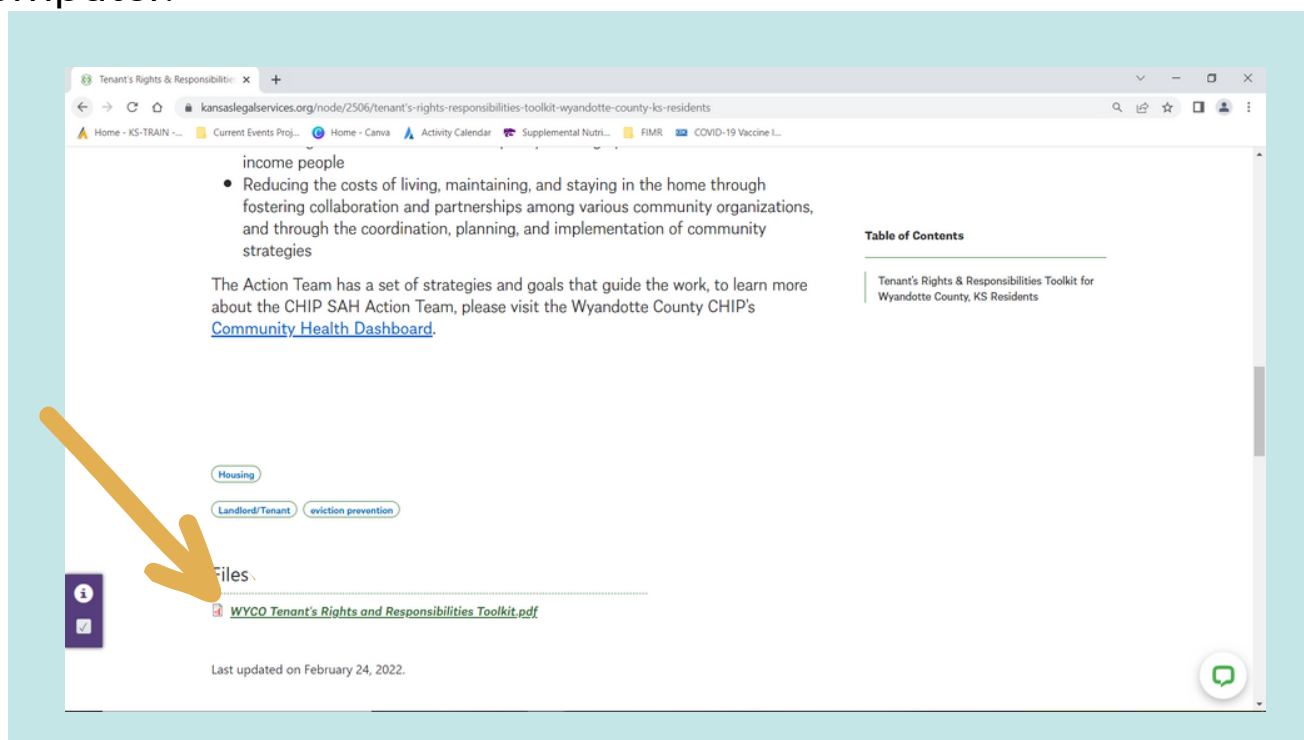 Tenant's Rights & Responsibilitie
kansaslegalservices.org/node/2506/tenant's-rights-responsibilities-toolkit-wyandotte-county-ks-residents
Home - KS-TRAIN -... Current Events Proj... Home - Canva Activity Calendar Supplemental Nutri... FIMR COVID-19 Vaccine I...
income people
• Reducing the costs of living, maintaining, and staying in the home through
fostering collaboration and partnerships among various community organizations,
and through the coordination, planning, and implementation of community
strategies
The Action Team has a set of strategies and goals that guide the work, to learn more
about the CHIP SAH Action Team, please visit the Wyandotte County CHIP's
Community Health Dashboard.
Table of Contents
Tenant's Rights & Responsibilities Toolkit for
Wyandotte County, KS Residents
Housing
Landlord/Tenant eviction prevention
Files
WYCO Tenant's Rights and Responsibilities Toolkit.pdf
Last updated on February 24, 2022.